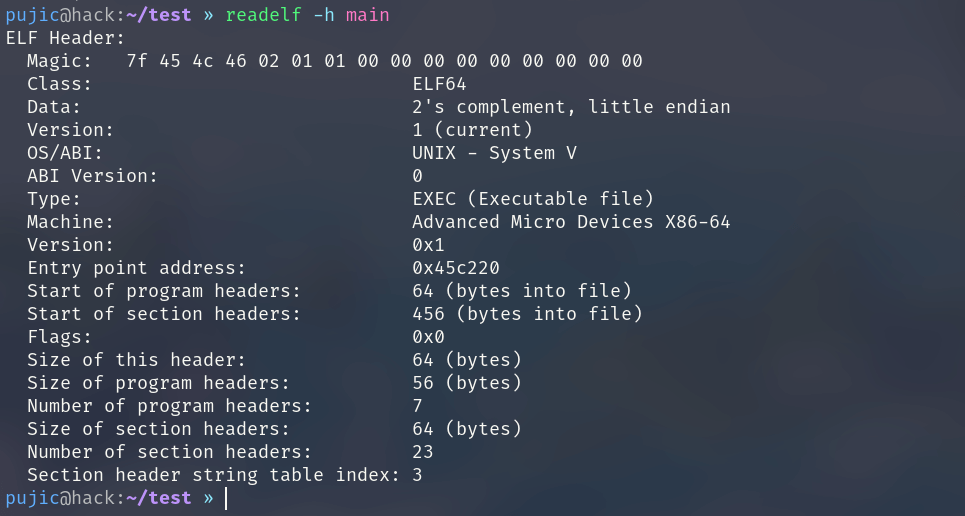 pujic@hack:~/test » readelf -h main
ELF Header:
  Magic:   7f 45 4c 46 02 01 01 00 00 00 00 00 00 00 00 00
  Class:                             ELF64
  Data:                              2's complement, little endian
  Version:                           1 (current)
  OS/ABI:                            UNIX - System V
  ABI Version:                       0
  Type:                              EXEC (Executable file)
  Machine:                           Advanced Micro Devices X86-64
  Version:                           0x1
  Entry point address:               0x45c220
  Start of program headers:          64 (bytes into file)
  Start of section headers:          456 (bytes into file)
  Flags:                             0x0
  Size of this header:               64 (bytes)
  Size of program headers:           56 (bytes)
  Number of program headers:         7
  Size of section headers:           64 (bytes)
  Number of section headers:         23
  Section header string table index: 3
pujic@hack:~/test »